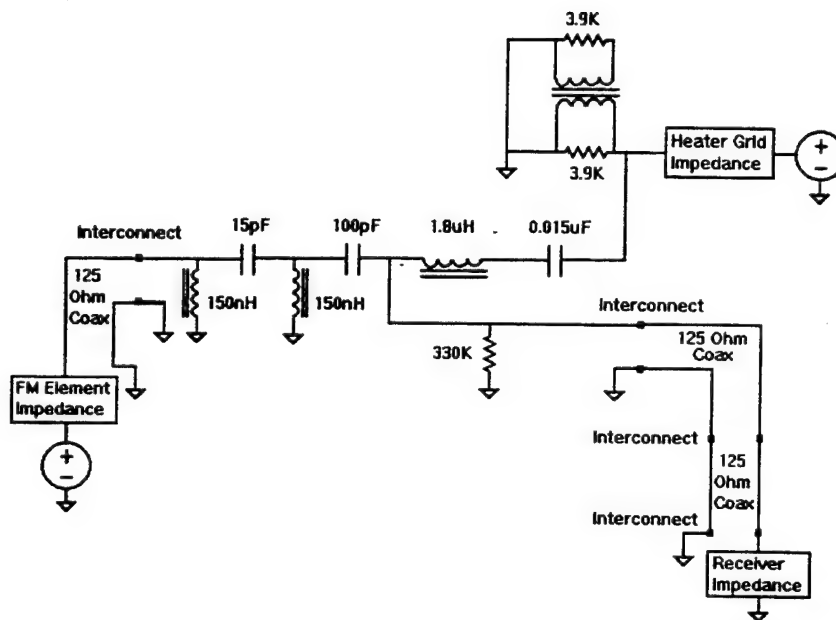 3.9K
3.9K
Heater Grid
Impedance
15pF
100pF
1.8uH
0.015uF
Interconnect
125
Ohm
Coax
150nH
150nH
Interconnect
330K
125 Ohm
Coax
FM Element
Impedance
Interconnect
125
Ohm
Coax
Interconnect
Receiver
Impedance